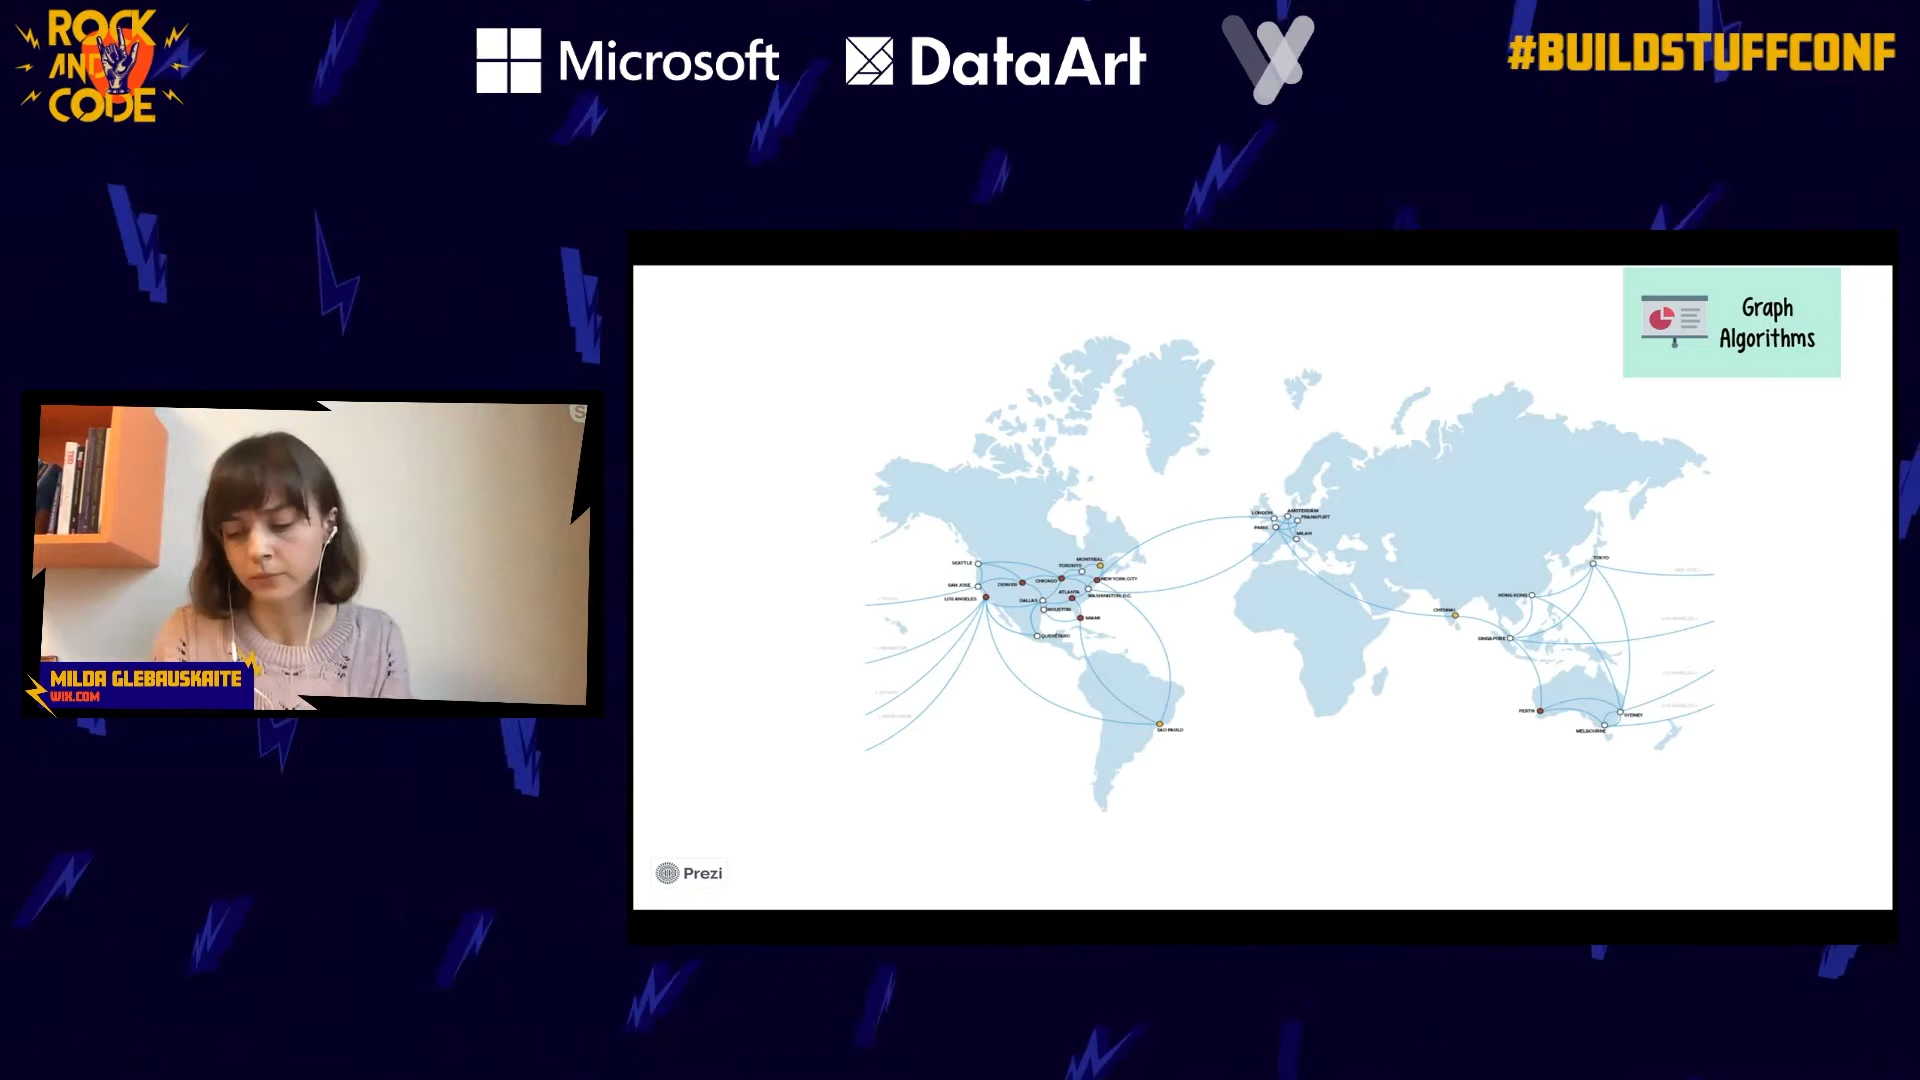 ROCK
AND
CODE
Microsoft
DataArt
#BUILDSTUFFCONF
Graph
Algorithms
S
MILDA GLEBAUSKAITE
WIX.COM
LONDON
AMSTERDAM
FRANKFURT
PARIS
MILAN
SEATTLE
MONTREAL
TORONTO
SAN JOSE
DENVER
CHICAGO
NEW YORK CITY
LOS ANGELES
DALLAS
ATLANTA
WASHINGTON, D.C.
HOUSTON
MIAMI
QUERÉTARO
TOKYO
HONG KONG
CHENNAI
SINGAPORE
PERTH
SYDNEY
MELBOURNE
SAO PAULO
Prezi